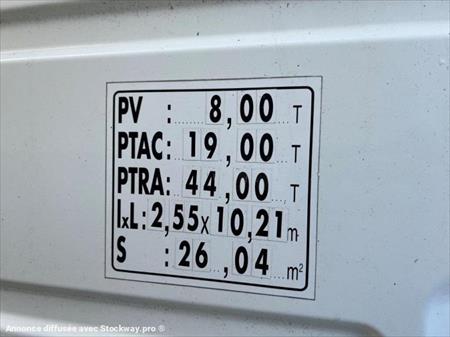 PV : 8,00 T
PTAC: 19,00 T
PTRA: 44,00 T
lxL: 2,55x10,21 m
S : 26,04 m²
Annonce diffusée avec Stockway.pro ®